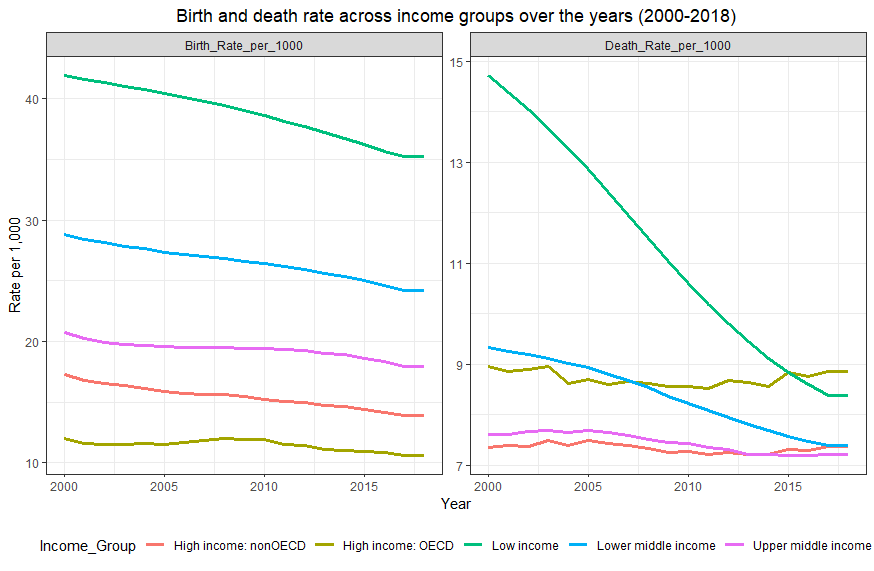 Birth and death rate across income groups over the years (2000-2018)
Birth_Rate_per_1000
Death_Rate_per_1000
Rate per 1,000
40
30
20
10
15
13
11
9
7
2000 2005 2010 2015
2000 2005 2010 2015
Year
Income_Group High income: nonOECD High income: OECD Low income Lower middle income Upper middle income